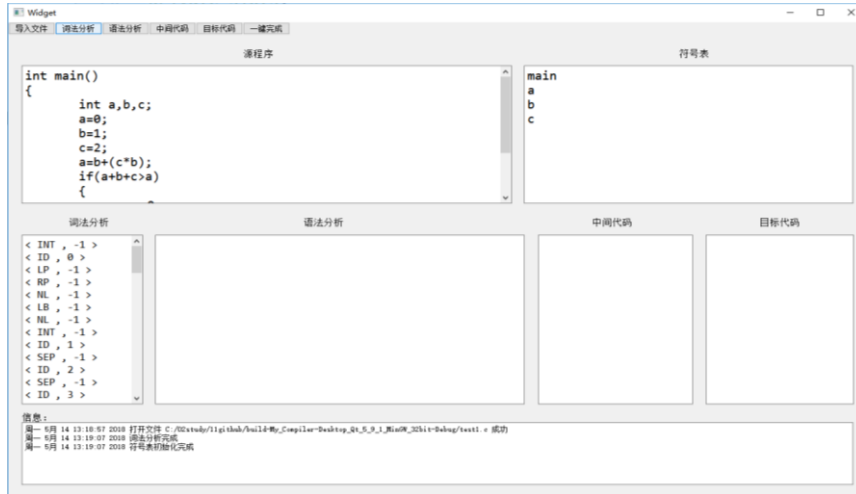 Widget
导入文件 词法分析 语法分析 中间代码 目标代码 一键完成
源程序
int main()
{
int a,b,c;
a=0;
b=1;
c=2;
a=b+(c*b);
if(a+b+c>a)
{
符号表
main
a
b
c
词法分析
< INT , -1 >
< ID , 0 >
< LP , -1 >
< RP , -1 >
< NL , -1 >
< LB , -1 >
< NL , -1 >
< INT , -1 >
< ID , 1 >
< SEP , -1 >
< ID , 2 >
< SEP , -1 >
< ID , 3 >
语法分析
中间代码
目标代码
信息：
周一 5月 14 13:18:57 2018 打开文件 C:/02study/11github/build-My_Compiler-Desktop_Qt_5_9_1_MinGW_32bit-Debug/test1.c 成功
周一 5月 14 13:19:07 2018 词法分析完成
周一 5月 14 13:19:07 2018 符号表初始化完成